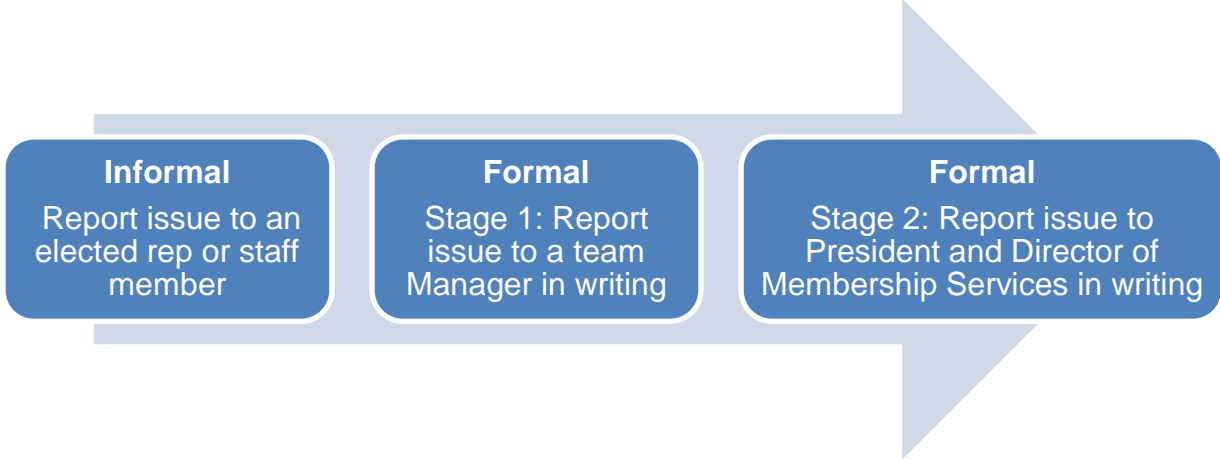 Informal
Report issue to an
elected rep or staff
member
Formal
Stage 1: Report
issue to a team
Manager in writing
Formal
Stage 2: Report issue to
President and Director of
Membership Services in writing